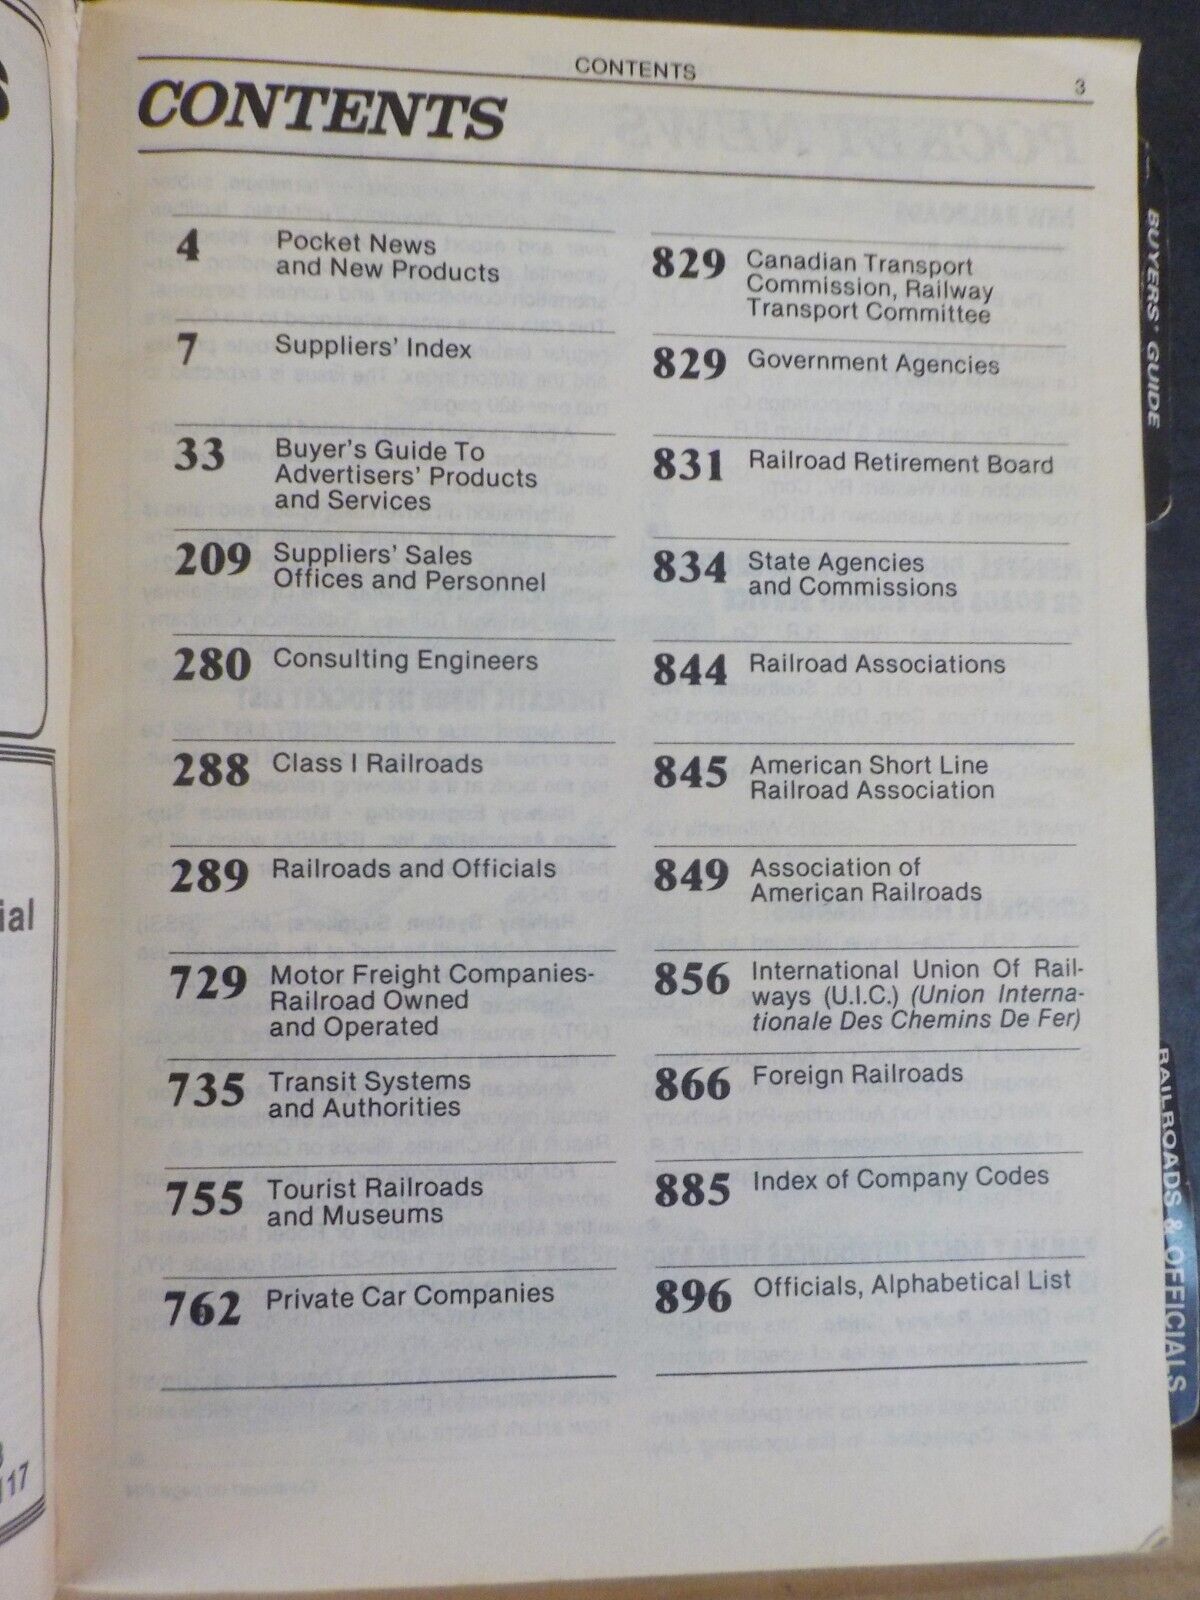 CONTENTS
3
CONTENTS
4
Pocket News
and New Products
7
Suppliers' Index
33
Buyer's Guide To
Advertisers' Products
and Services
209
Suppliers' Sales
Offices and Personnel
280
Consulting Engineers
288
Class I Railroads
289
Railroads and Officials
729
Motor Freight Companies-
Railroad Owned
and Operated
735
Transit Systems
and Authorities
755
Tourist Railroads
and Museums
762
Private Car Companies
829
Canadian Transport
Commission, Railway
Transport Committee
829
Government Agencies
831
Railroad Retirement Board
834
State Agencies
and Commissions
844
Railroad Associations
845
American Short Line
Railroad Association
849
Association of
American Railroads
856
International Union Of Rail-
ways (U.I.C.) (Union Interna-
tionale Des Chemins De Fer)
866
Foreign Railroads
885
Index of Company Codes
896
Officials, Alphabetical List
BUYERS' GUIDE
RAILROADS & OFFICIALS
ial
117